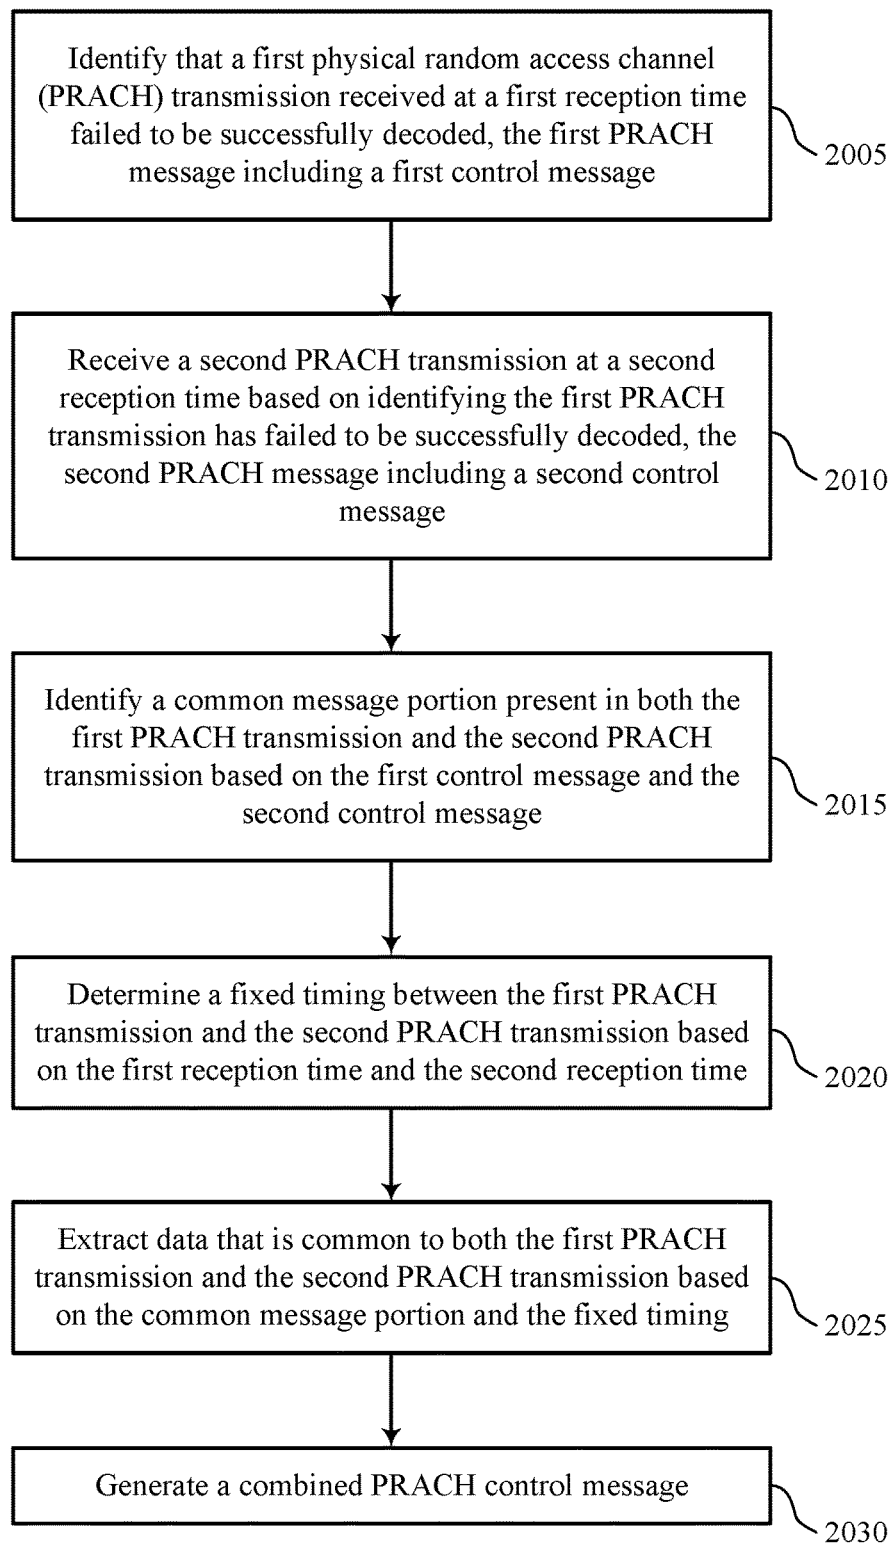 Identify that a first physical random access channel
(PRACH) transmission received at a first reception time
failed to be successfully decoded, the first PRACH
message including a first control message
2005
Receive a second PRACH transmission at a second
reception time based on identifying the first PRACH
transmission has failed to be successfully decoded, the
second PRACH message including a second control
message
2010
Identify a common message portion present in both the
first PRACH transmission and the second PRACH
transmission based on the first control message and the
second control message
2015
Determine a fixed timing between the first PRACH
transmission and the second PRACH transmission based
on the first reception time and the second reception time
2020
Extract data that is common to both the first PRACH
transmission and the second PRACH transmission based
on the common message portion and the fixed timing
2025
Generate a combined PRACH control message
2030